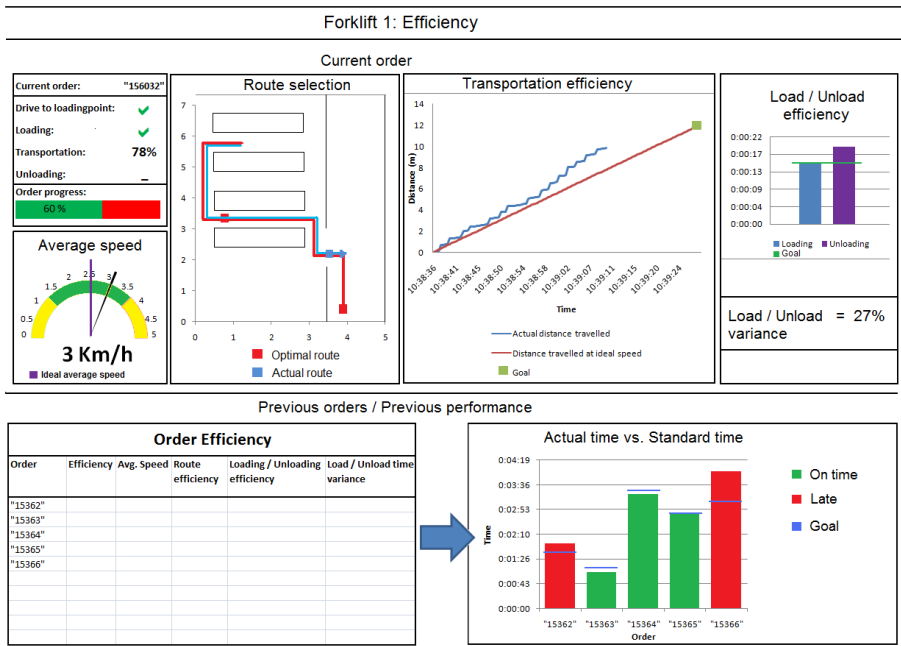 Forklift 1: Efficiency
Current order
Current order: "156032"
Drive to loadingpoint:
Loading:
Transportation: 78%
Unloading: _
Order progress:
60 %
Average speed
0
0.5
1
1.5
2
2.5
3
3.5
4
4.5
5
3 Km/h
Ideal average speed
Route selection
7
6
5
4
3
2
1
0
0 1 2 3 4 5
Optimal route
Actual route
Transportation efficiency
14
12
10
8
6
4
2
0
Distance (m)
10:38:36 10:38:41 10:38:45 10:38:50 10:38:54 10:38:58 10:39:02 10:39:07 10:39:11 10:39:15 10:39:20 10:39:24
Time
Actual distance travelled
Distance travelled at ideal speed
Goal
Load / Unload
efficiency
0:00:22
0:00:17
0:00:13
0:00:09
0:00:04
0:00:00
Loading Unloading
Goal
Load / Unload = 27%
variance
Previous orders / Previous performance
Order Efficiency
Order Efficiency Avg. Speed Route Loading / Unloading Load / Unload time
efficiency efficiency variance
"15362"
"15363"
"15364"
"15365"
"15366"
Actual time vs. Standard time
0:04:19
0:03:36
0:02:53
0:02:10
0:01:26
0:00:43
0:00:00
Time
"15362" "15363" "15364" "15365" "15366"
Order
On time
Late
Goal